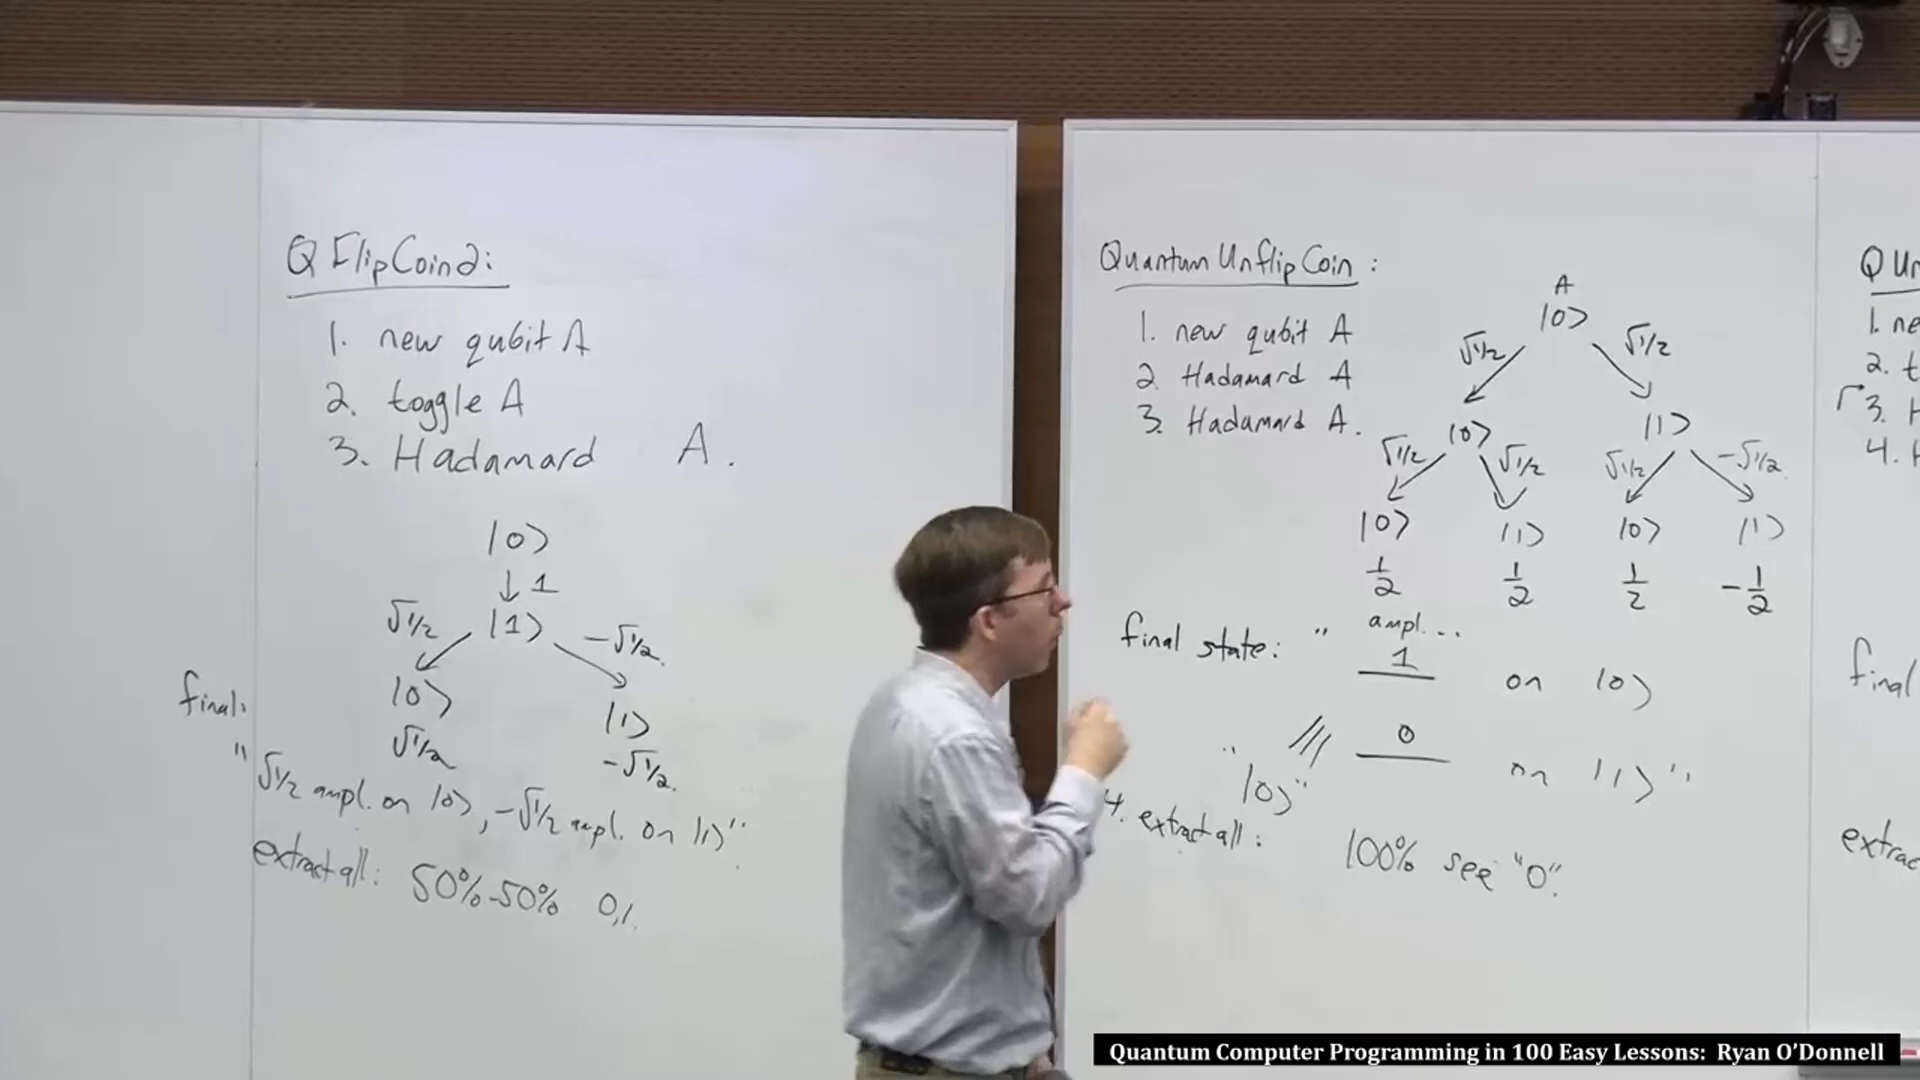 Q FlipCoin2:
1. new qubit A
2. toggle A
3. Hadamard A.
|0⟩
↓ 1
√1/2 |1⟩ -√1/2.
|0⟩ |1⟩
√1/2 -√1/2.
final:
"√1/2 ampl. on |0⟩, -√1/2 ampl. on |1⟩".
extract all: 50%-50% 0,1.
Quantum Unflip Coin:
1. new qubit A
2. Hadamard A
3. Hadamard A.
A
|0⟩
√1/2 √1/2
|0⟩ |1⟩
√1/2 √1/2 √1/2 -√1/2
|0⟩ |1⟩ |0⟩ |1⟩
1/2 1/2 1/2 -1/2
ampl...
final state: " 1 on |0⟩
0 on |1⟩"
"|0⟩"
4. extract all: 100% see "0".
Q Un
1. ne
2. t
3. H
4. H
final
extrac
Quantum Computer Programming in 100 Easy Lessons: Ryan O'Donnell